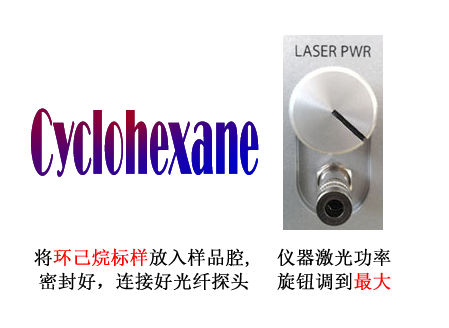 LASER PWR
Cyclohexane
将环己烷标样放入样品腔,
密封好，连接好光纤探头
仪器激光功率
旋钮调到最大